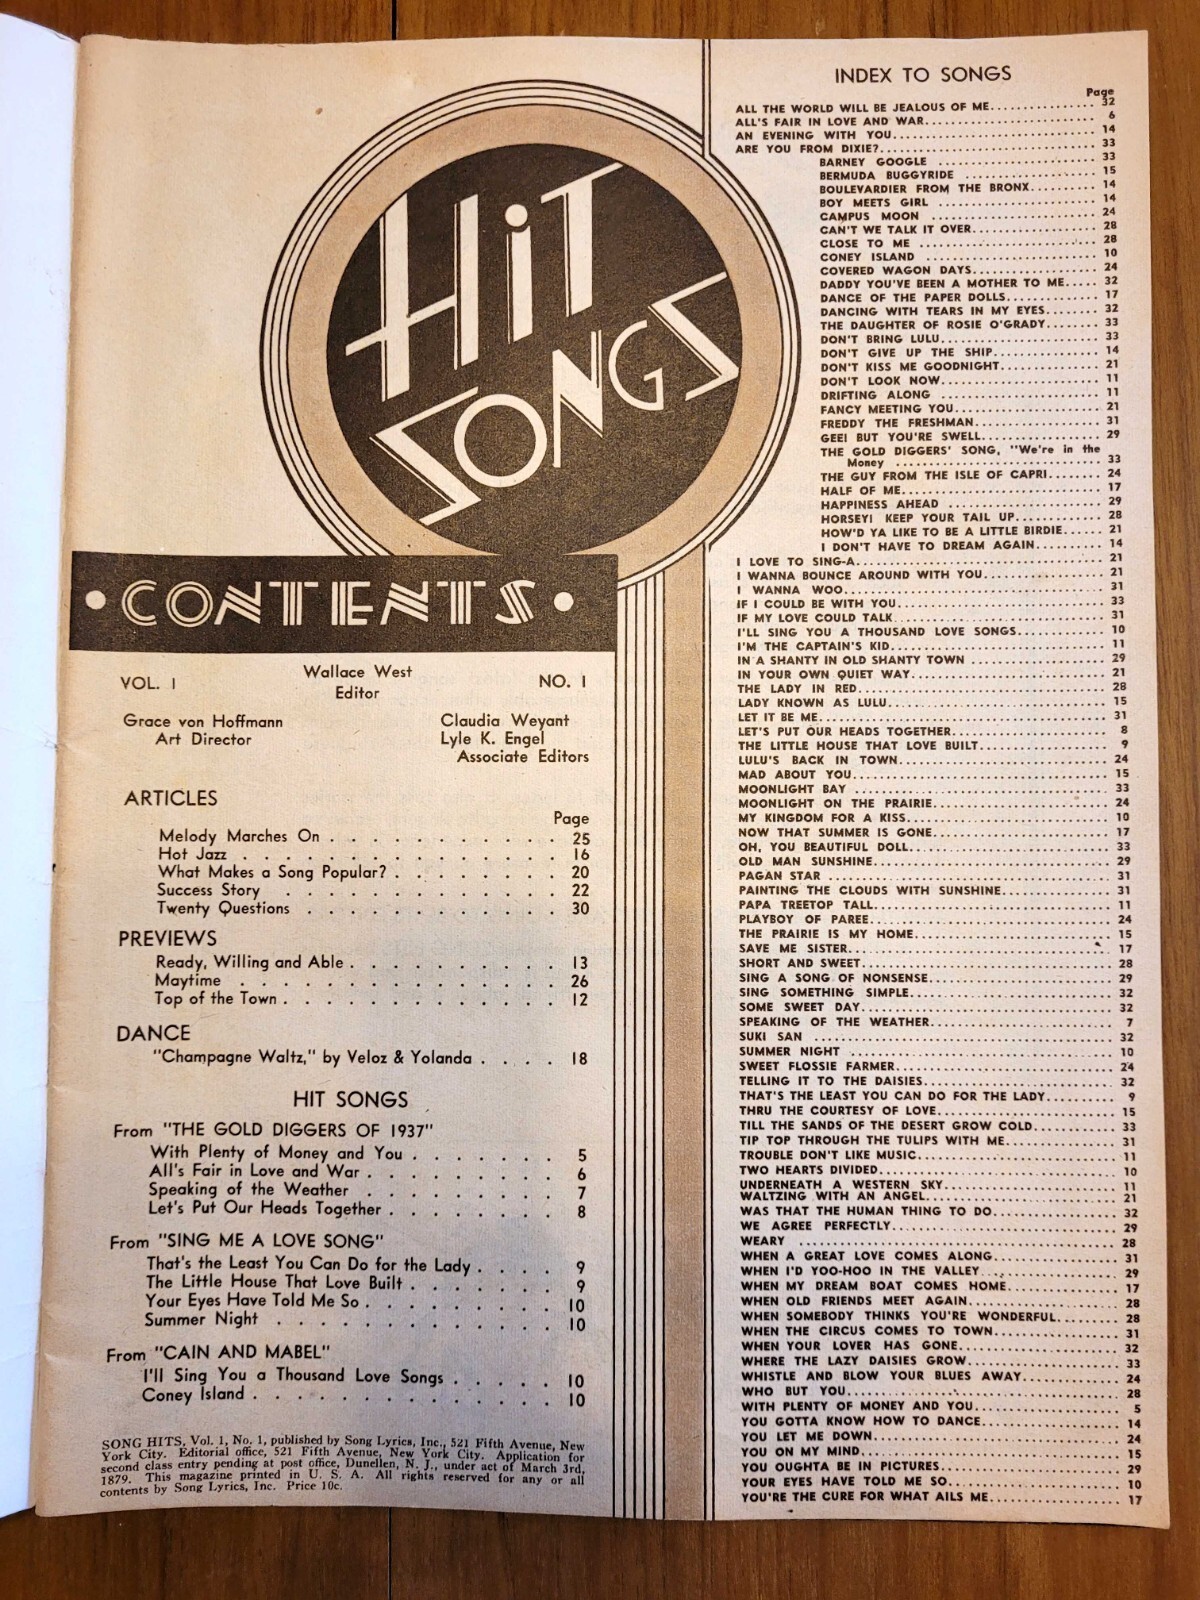 HiT
SONGS
• CONTENTS •
VOL. I
Wallace West
Editor
NO. I
Grace von Hoffmann
Art Director
Claudia Weyant
Lyle K. Engel
Associate Editors
ARTICLES
Page
Melody Marches On . . . . . . . . . . . . 25
Hot Jazz . . . . . . . . . . . . . . . . 16
What Makes a Song Popular? . . . . . . . . 20
Success Story . . . . . . . . . . . . . . 22
Twenty Questions . . . . . . . . . . . . . 30
PREVIEWS
Ready, Willing and Able . . . . . . . . . . 13
Maytime . . . . . . . . . . . . . . . . 26
Top of the Town . . . . . . . . . . . . . 12
DANCE
"Champagne Waltz," by Veloz & Yolanda . . . . 18
HIT SONGS
From "THE GOLD DIGGERS OF 1937"
With Plenty of Money and You . . . . . . . 5
All's Fair in Love and War . . . . . . . . . 6
Speaking of the Weather . . . . . . . . . 7
Let's Put Our Heads Together . . . . . . . . 8
From "SING ME A LOVE SONG"
That's the Least You Can Do for the Lady . . . . 9
The Little House That Love Built . . . . . . . 9
Your Eyes Have Told Me So . . . . . . . . . 10
Summer Night . . . . . . . . . . . . . 10
From "CAIN AND MABEL"
I'll Sing You a Thousand Love Songs . . . . . 10
Coney Island . . . . . . . . . . . . . . 10
SONG HITS, Vol. 1, No. 1, published by Song Lyrics, Inc., 521 Fifth Avenue, New
York City. Editorial office, 521 Fifth Avenue, New York City. Application for
second class entry pending at post office, Dunellen, N. J., under act of March 3rd,
1879. This magazine printed in U. S. A. All rights reserved for any or all
contents by Song Lyrics, Inc. Price 10c.
INDEX TO SONGS
Page
ALL THE WORLD WILL BE JEALOUS OF ME................ 32
ALL'S FAIR IN LOVE AND WAR......................... 6
AN EVENING WITH YOU............................. 14
ARE YOU FROM DIXIE?............................... 33
BARNEY GOOGLE ...................... 33
BERMUDA BUGGYRIDE .................. 15
BOULEVARDIER FROM THE BRONX.......... 14
BOY MEETS GIRL ...................... 14
CAMPUS MOON ....................... 24
CAN'T WE TALK IT OVER................. 28
CLOSE TO ME ......................... 28
CONEY ISLAND ........................ 10
COVERED WAGON DAYS................. 24
DADDY YOU'VE BEEN A MOTHER TO ME..... 32
DANCE OF THE PAPER DOLLS............. 17
DANCING WITH TEARS IN MY EYES........ 32
THE DAUGHTER OF ROSIE O'GRADY........ 33
DON'T BRING LULU..................... 33
DON'T GIVE UP THE SHIP............... 14
DON'T KISS ME GOODNIGHT............. 21
DON'T LOOK NOW..................... 11
DRIFTING ALONG ...................... 11
FANCY MEETING YOU................... 21
FREDDY THE FRESHMAN................. 31
GEE! BUT YOU'RE SWELL................ 29
THE GOLD DIGGERS' SONG, "We're in the
Money ............................ 33
THE GUY FROM THE ISLE OF CAPRI........ 24
HALF OF ME.......................... 17
HAPPINESS AHEAD .................... 29
HORSEY! KEEP YOUR TAIL UP............ 28
HOW'D YA LIKE TO BE A LITTLE BIRDIE..... 21
I DON'T HAVE TO DREAM AGAIN......... 14
I LOVE TO SING-A.................................. 21
I WANNA BOUNCE AROUND WITH YOU............... 21
I WANNA WOO.................................... 31
IF I COULD BE WITH YOU............................ 33
IF MY LOVE COULD TALK............................ 31
I'LL SING YOU A THOUSAND LOVE SONGS............ 10
I'M THE CAPTAIN'S KID............................. 11
IN A SHANTY IN OLD SHANTY TOWN ................. 29
IN YOUR OWN QUIET WAY.......................... 21
THE LADY IN RED.................................. 28
LADY KNOWN AS LULU............................. 15
LET IT BE ME...................................... 31
LET'S PUT OUR HEADS TOGETHER.................... 8
THE LITTLE HOUSE THAT LOVE BUILT................. 9
LULU'S BACK IN TOWN............................ 24
MAD ABOUT YOU................................. 15
MOONLIGHT BAY ................................. 33
MOONLIGHT ON THE PRAIRIE....................... 24
MY KINGDOM FOR A KISS.......................... 10
NOW THAT SUMMER IS GONE....................... 17
OH, YOU BEAUTIFUL DOLL.......................... 33
OLD MAN SUNSHINE............................... 29
PAGAN STAR ..................................... 31
PAINTING THE CLOUDS WITH SUNSHINE.............. 31
PAPA TREETOP TALL................................ 11
PLAYBOY OF PAREE................................ 24
THE PRAIRIE IS MY HOME.......................... 15
SAVE ME SISTER................................... 17
SHORT AND SWEET................................. 28
SING A SONG OF NONSENSE........................ 29
SING SOMETHING SIMPLE........................... 32
SOME SWEET DAY................................. 32
SPEAKING OF THE WEATHER......................... 7
SUKI SAN ........................................ 32
SUMMER NIGHT .................................. 10
SWEET FLOSSIE FARMER............................ 24
TELLING IT TO THE DAISIES......................... 32
THAT'S THE LEAST YOU CAN DO FOR THE LADY......... 9
THRU THE COURTESY OF LOVE....................... 15
TILL THE SANDS OF THE DESERT GROW COLD.......... 33
TIP TOP THROUGH THE TULIPS WITH ME.............. 31
TROUBLE DON'T LIKE MUSIC........................ 11
TWO HEARTS DIVIDED.............................. 10
UNDERNEATH A WESTERN SKY....................... 11
WALTZING WITH AN ANGEL......................... 21
WAS THAT THE HUMAN THING TO DO................ 32
WE AGREE PERFECTLY.............................. 29
WEARY .......................................... 28
WHEN A GREAT LOVE COMES ALONG................ 31
WHEN I'D YOO-HOO IN THE VALLEY................. 29
WHEN MY DREAM BOAT COMES HOME.............. 17
WHEN OLD FRIENDS MEET AGAIN.................... 28
WHEN SOMEBODY THINKS YOU'RE WONDERFUL........ 28
WHEN THE CIRCUS COMES TO TOWN................ 31
WHEN YOUR LOVER HAS GONE...................... 32
WHERE THE LAZY DAISIES GROW.................... 33
WHISTLE AND BLOW YOUR BLUES AWAY............. 24
WHO BUT YOU.................................... 28
WITH PLENTY OF MONEY AND YOU.................. 5
YOU GOTTA KNOW HOW TO DANCE................. 14
YOU LET ME DOWN................................ 24
YOU ON MY MIND................................. 15
YOU OUGHTA BE IN PICTURES....................... 29
YOUR EYES HAVE TOLD ME SO....................... 10
YOU'RE THE CURE FOR WHAT AILS ME................ 17